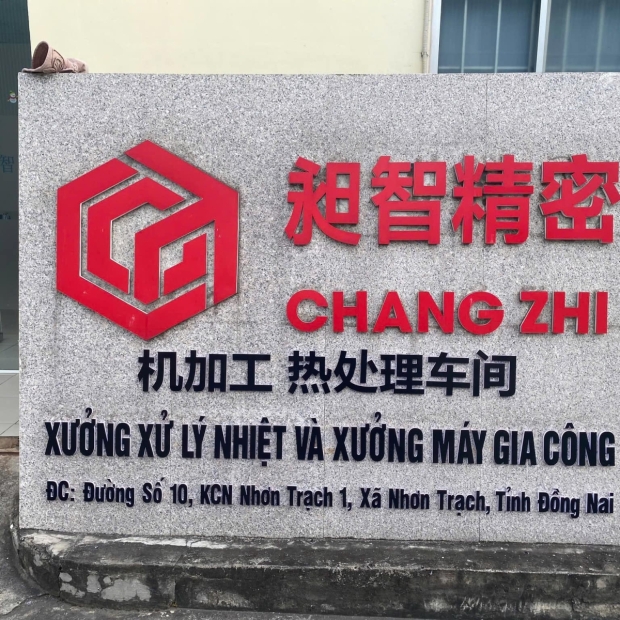 昶智精密
CHANG ZHI
机加工 热处理车间
XƯỞNG XỬ LÝ NHIỆT VÀ XƯỞNG MÁY GIA CÔNG
ĐC: Đường Số 10, KCN Nhơn Trạch 1, Xã Nhơn Trạch, Tỉnh Đồng Nai